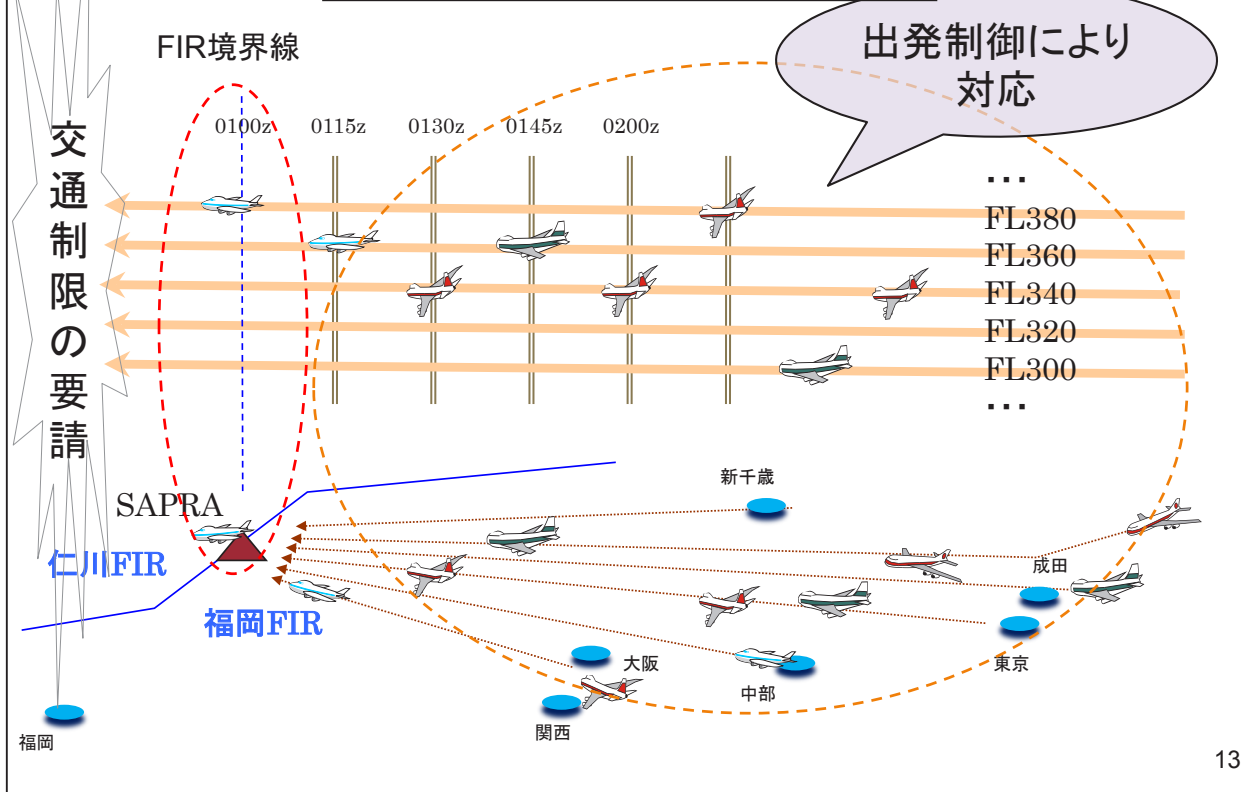 出発制御により
対応
FIR境界線
交通制限の要請
0100z 0115z 0130z 0145z 0200z
…
FL380
FL360
FL340
FL320
FL300
…
新千歳
SAPRA
仁川FIR
成田
福岡FIR
大阪
中部
東京
関西
福岡
13